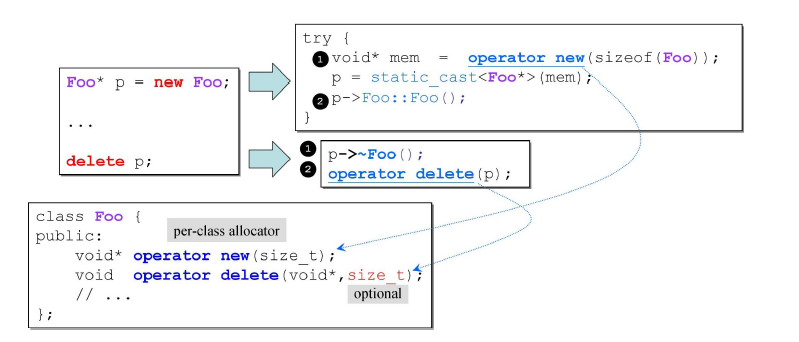 Foo* p = new Foo;
...
delete p;
try {
1 void* mem = operator new(sizeof(Foo));
p = static_cast<Foo*>(mem);
2 p->Foo::Foo();
}
1 p->~Foo();
2 operator delete(p);
class Foo {
per-class allocator
public:
void* operator new(size_t);
void operator delete(void*,size_t);
// ...
optional
};